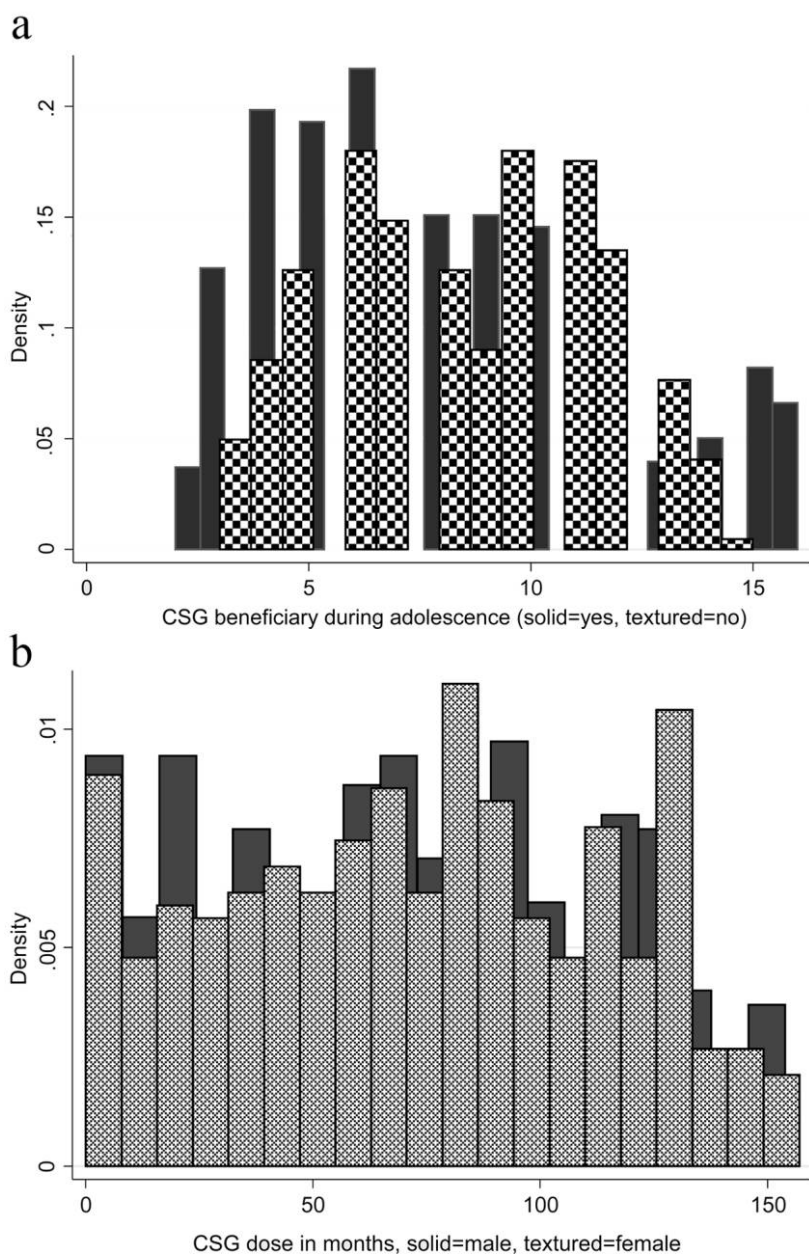 a
.2
.15
.1
.05
0
Density
0 5 10 15
CSG beneficiary during adolescence (solid=yes, textured=no)
b
.01
.005
0
Density
0 50 100 150
CSG dose in months, solid=male, textured=female